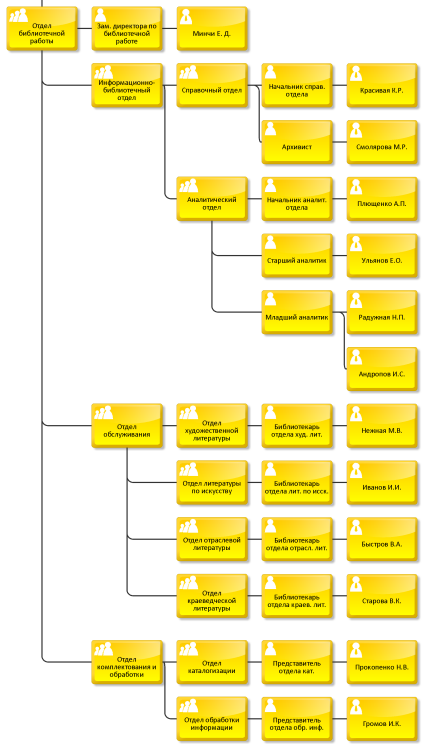 Отдел
библиотечной
работы
Зам. директора по
библиотечной
работе
Минчи Е. Д.
Информационно-
библиотечный
отдел
Справочный отдел
Начальник справ.
отдела
Красивая К.Р.
Архивист
Смолярова М.Р.
Аналитический
отдел
Начальник аналит.
отдела
Плющенко А.П.
Старший аналитик
Ульянов Е.О.
Младший аналитик
Радужная Н.П.
Андропов И.С.
Отдел
обслуживания
Отдел
художественной
литературы
Библиотекарь
отдела худ. лит.
Нежная М.В.
Отдел литературы
по искусству
Библиотекарь
отдела лит. по исск.
Иванов И.И.
Отдел отраслевой
литературы
Библиотекарь
отдела отрасл. лит.
Быстров В.А.
Отдел
краеведческой
литературы
Библиотекарь
отдела краев. лит.
Старова В.К.
Отдел
комплектования и
обработки
Отдел
каталогизации
Представитель
отдела кат.
Прокопенко Н.В.
Отдел обработки
информации
Представитель
отдела обр. инф.
Громов И.К.